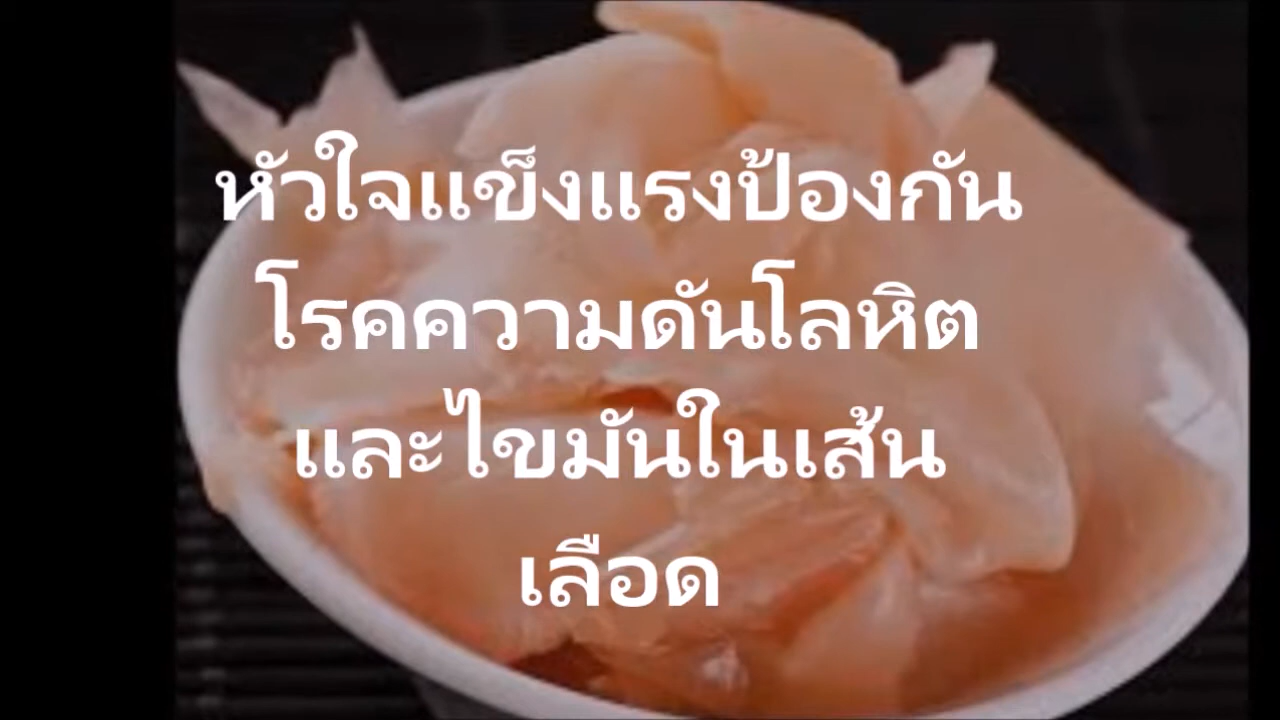 หัวใจแข็งแรงป้องกัน
โรคความดันโลหิต
และไขมันในเส้น
เลือด